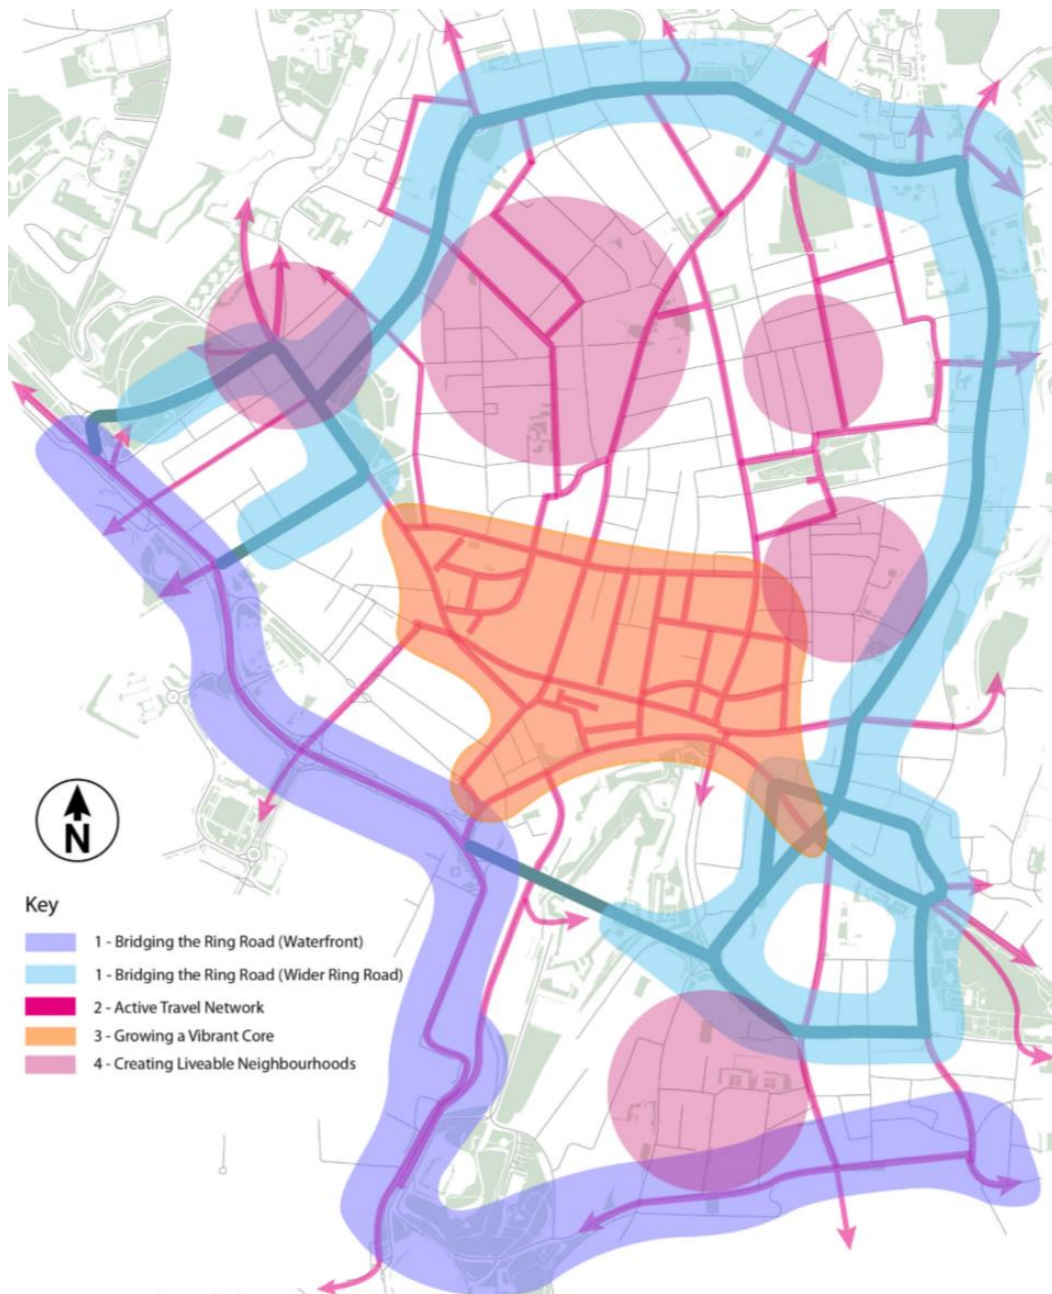 N
Key
1 - Bridging the Ring Road (Waterfront)
1 - Bridging the Ring Road (Wider Ring Road)
2 - Active Travel Network
3 - Growing a Vibrant Core
4 - Creating Liveable Neighbourhoods